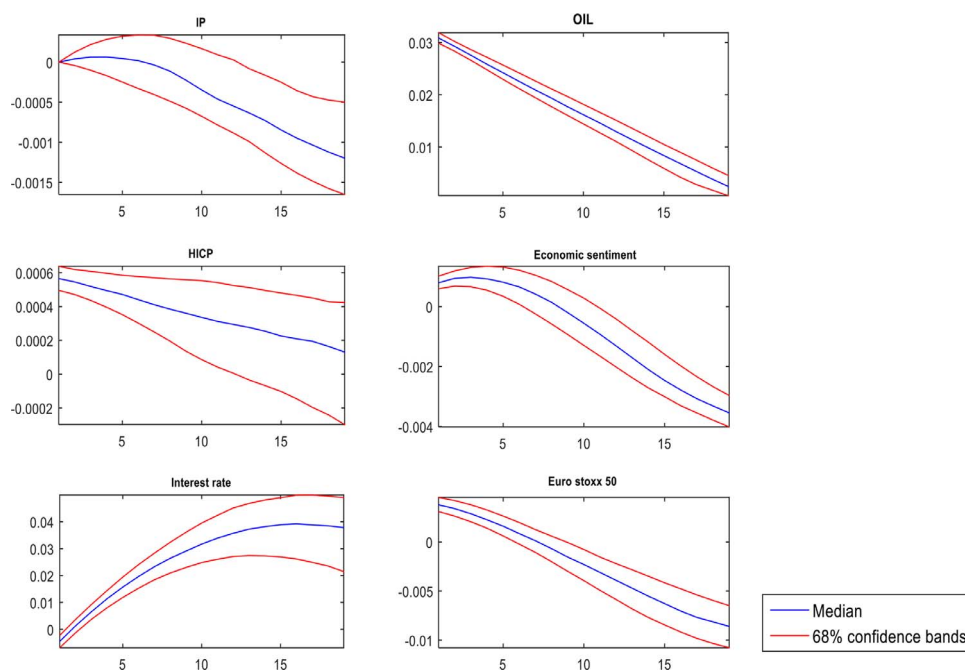 IP
0
-0.0005
-0.001
-0.0015
5 10 15
OIL
0.03
0.02
0.01
5 10 15
HICP
0.0006
0.0004
0.0002
0
-0.0002
5 10 15
Economic sentiment
0
-0.002
-0.004
5 10 15
Interest rate
0.04
0.03
0.02
0.01
0
5 10 15
Euro stoxx 50
0
-0.005
-0.01
5 10 15
Median
68% confidence bands